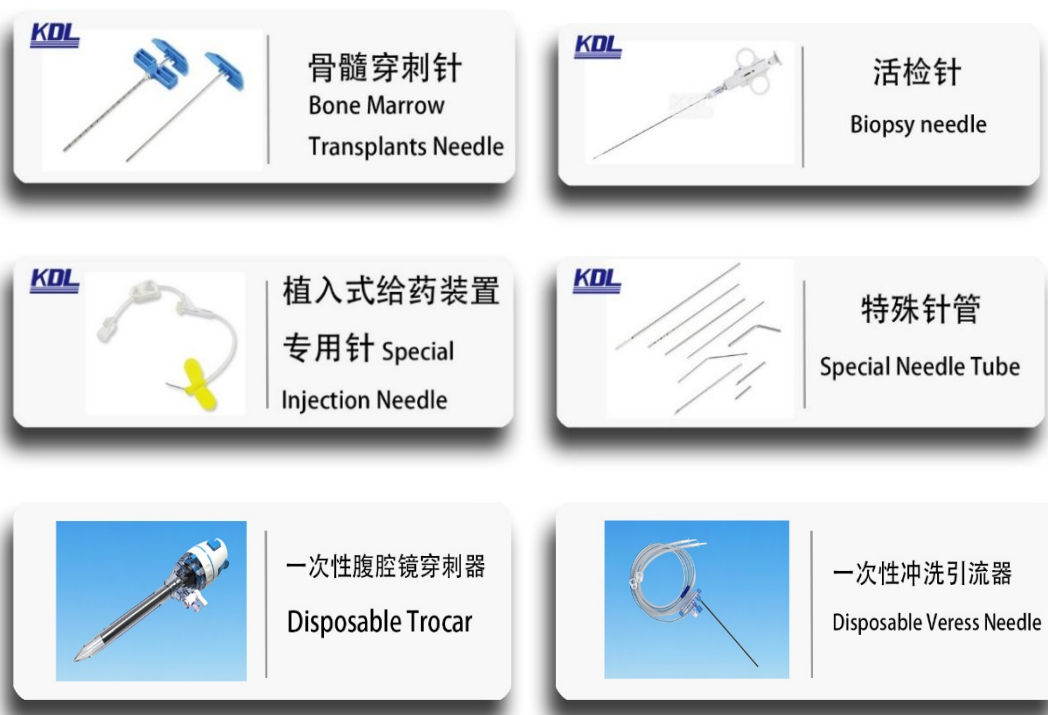 KDL
骨髓穿刺针
Bone Marrow
Transplants Needle
KDL
活检针
Biopsy needle
KDL
植入式给药装置
专用针 Special
Injection Needle
KDL
特殊针管
Special Needle Tube
一次性腹腔镜穿刺器
Disposable Trocar
一次性冲洗引流器
Disposable Veress Needle